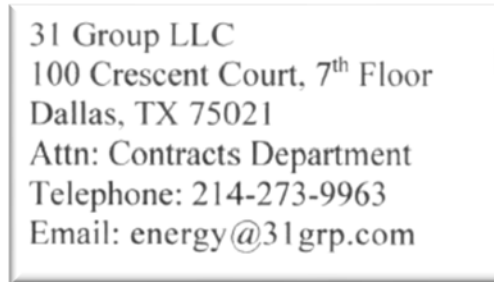 31 Group LLC
100 Crescent Court, 7th Floor
Dallas, TX 75021
Attn: Contracts Department
Telephone: 214-273-9963
Email: energy@31grp.com